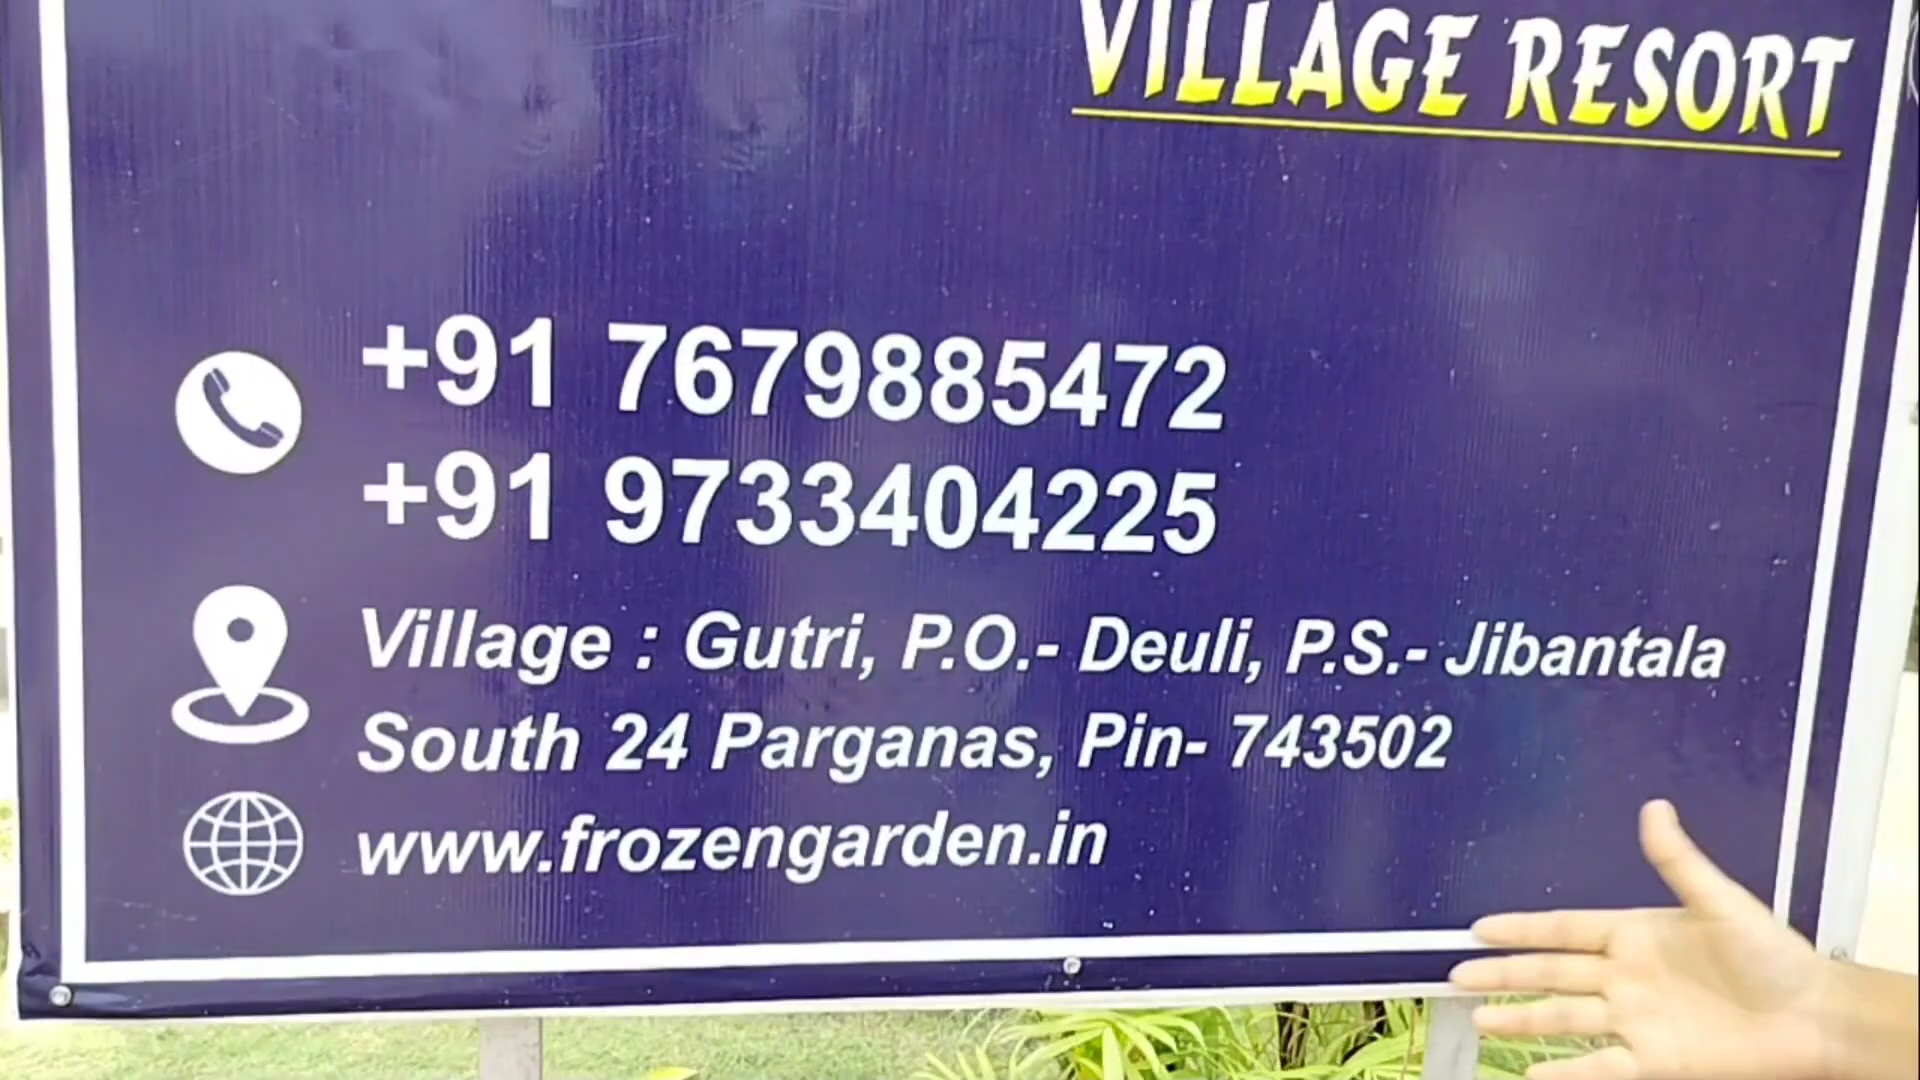 VILLAGE RESORT
+91 7679885472
+91 9733404225
Village : Gutri, P.O.- Deuli, P.S.- Jibantala
South 24 Parganas, Pin- 743502
www.frozengarden.in